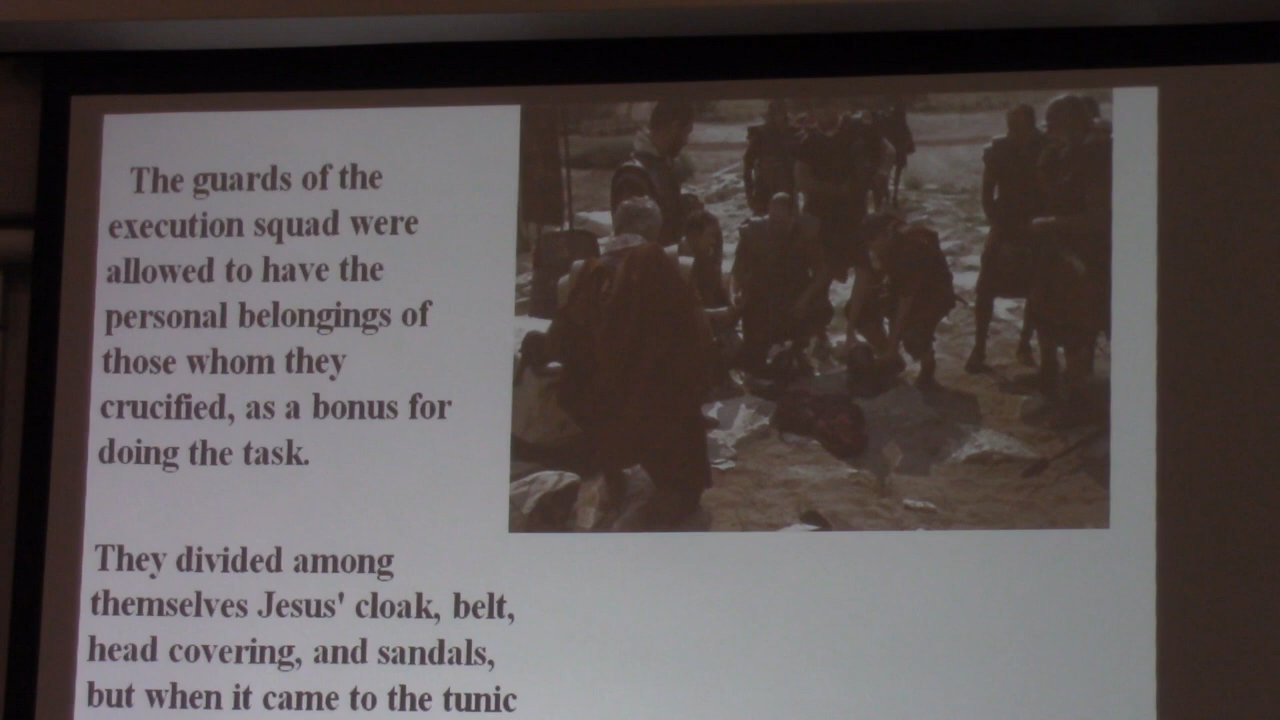 The guards of the
execution squad were
allowed to have the
personal belongings of
those whom they
crucified, as a bonus for
doing the task.
They divided among
themselves Jesus' cloak, belt,
head covering, and sandals,
but when it came to the tunic